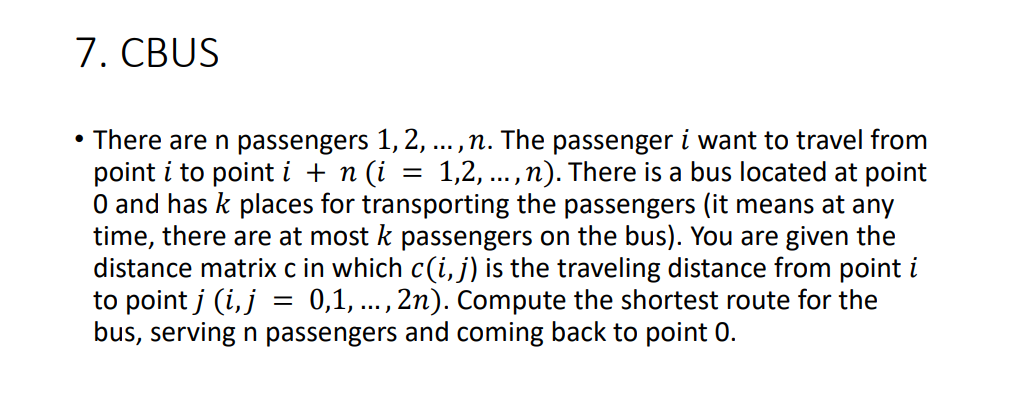 7. CBUS
• There are n passengers 1, 2, … , n. The passenger i want to travel from
point i to point i + n (i = 1,2, … , n). There is a bus located at point
0 and has k places for transporting the passengers (it means at any
time, there are at most k passengers on the bus). You are given the
distance matrix c in which c(i, j) is the traveling distance from point i
to point j (i, j = 0,1, … , 2n). Compute the shortest route for the
bus, serving n passengers and coming back to point 0.